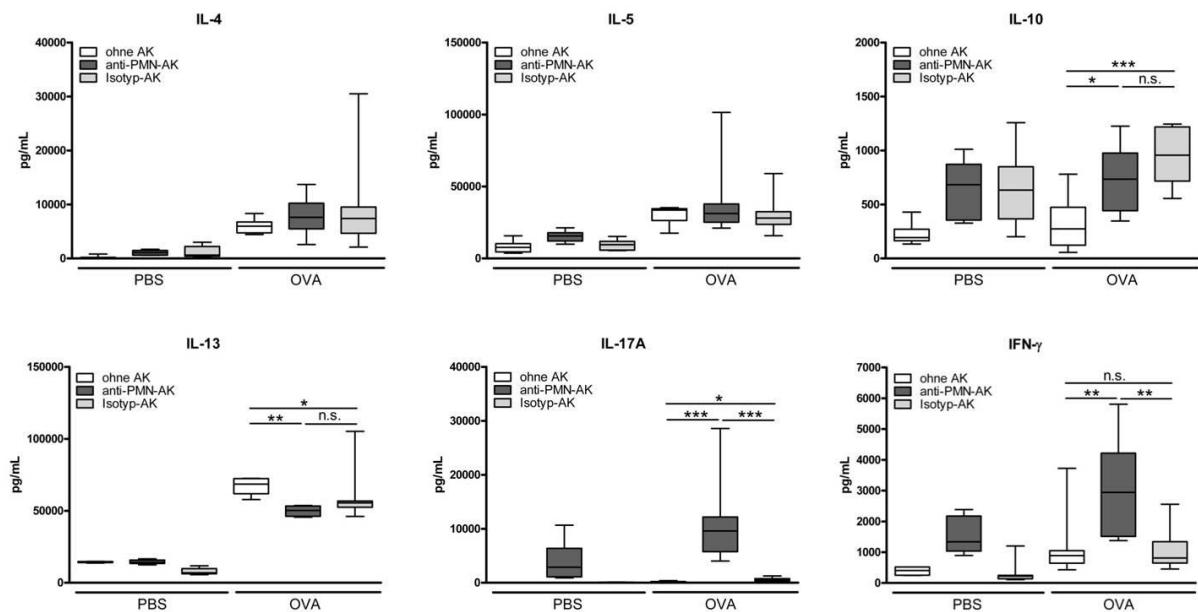 IL-4
40000
30000
20000
10000
0
pg/mL
ohne AK
anti-PMN-AK
Isotyp-AK
PBS
OVA
IL-5
150000
100000
50000
0
pg/mL
ohne AK
anti-PMN-AK
Isotyp-AK
PBS
OVA
IL-10
2000
1500
1000
500
0
pg/mL
ohne AK
anti-PMN-AK
Isotyp-AK
***
*
n.s.
PBS
OVA
IL-13
150000
100000
50000
0
pg/mL
ohne AK
anti-PMN-AK
Isotyp-AK
*
**
n.s.
PBS
OVA
IL-17A
40000
30000
20000
10000
0
pg/mL
ohne AK
anti-PMN-AK
Isotyp-AK
*
***
***
PBS
OVA
IFN-γ
7000
6000
5000
4000
3000
2000
1000
0
pg/mL
ohne AK
anti-PMN-AK
Isotyp-AK
n.s.
**
**
PBS
OVA